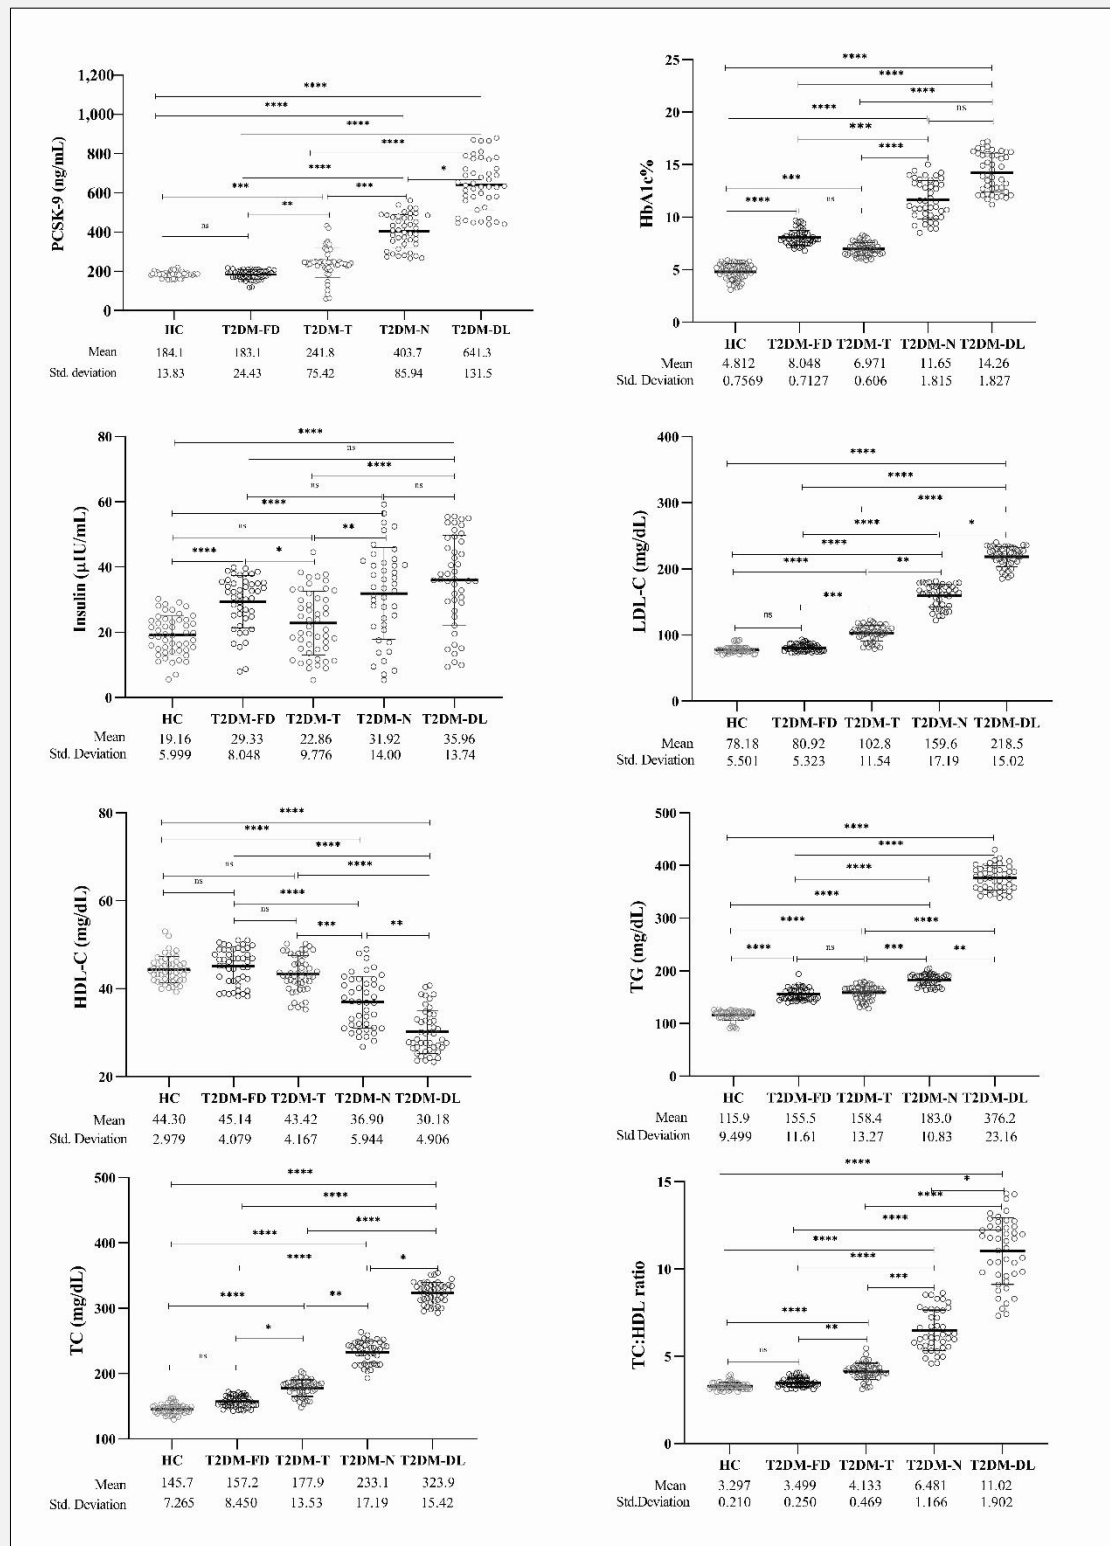 PCSK-9 (ng/mL)
1,200
1,000
800
600
400
200
0
****
****
****
****
****
*
***
***
**
ns
HC T2DM-FD T2DM-T T2DM-N T2DM-DL
Mean 184.1 183.1 241.8 403.7 641.3
Std. deviation 13.83 24.43 75.42 85.94 131.5
HbA1c%
25
20
15
10
5
0
****
****
****
ns
****
***
****
***
****
ns
HC T2DM-FD T2DM-T T2DM-N T2DM-DL
Mean 4.812 8.048 6.971 11.65 14.26
Std. Deviation 0.7569 0.7127 0.606 1.815 1.827
Insulin (µIU/mL)
80
60
40
20
0
****
ns
****
ns
ns
****
ns
**
****
*
HC T2DM-FD T2DM-T T2DM-N T2DM-DL
Mean 19.16 29.33 22.86 31.92 35.96
Std. Deviation 5.999 8.048 9.776 14.00 13.74
LDL-C (mg/dL)
400
300
200
100
0
****
****
****
****
*
****
****
**
***
ns
HC T2DM-FD T2DM-T T2DM-N T2DM-DL
Mean 78.18 80.92 102.8 159.6 218.5
Std. Deviation 5.501 5.323 11.54 17.19 15.02
HDL-C (mg/dL)
80
60
40
20
****
****
****
ns
****
ns
****
ns
***
**
HC T2DM-FD T2DM-T T2DM-N T2DM-DL
Mean 44.30 45.14 43.42 36.90 30.18
Std. Deviation 2.979 4.079 4.167 5.944 4.906
TG (mg/dL)
500
400
300
200
100
0
****
****
****
****
****
****
****
ns
***
**
HC T2DM-FD T2DM-T T2DM-N T2DM-DL
Mean 115.9 155.5 158.4 183.0 376.2
Std Deviation 9.499 11.61 13.27 10.83 23.16
TC (mg/dL)
500
400
300
200
100
****
****
****
****
****
*
****
**
*
ns
HC T2DM-FD T2DM-T T2DM-N T2DM-DL
Mean 145.7 157.2 177.9 233.1 323.9
Std. Deviation 7.265 8.450 13.53 17.19 15.42
TC:HDL ratio
15
10
5
0
****
*
****
****
****
****
***
****
**
ns
HC T2DM-FD T2DM-T T2DM-N T2DM-DL
Mean 3.297 3.499 4.133 6.481 11.02
Std.Deviation 0.210 0.250 0.469 1.166 1.902